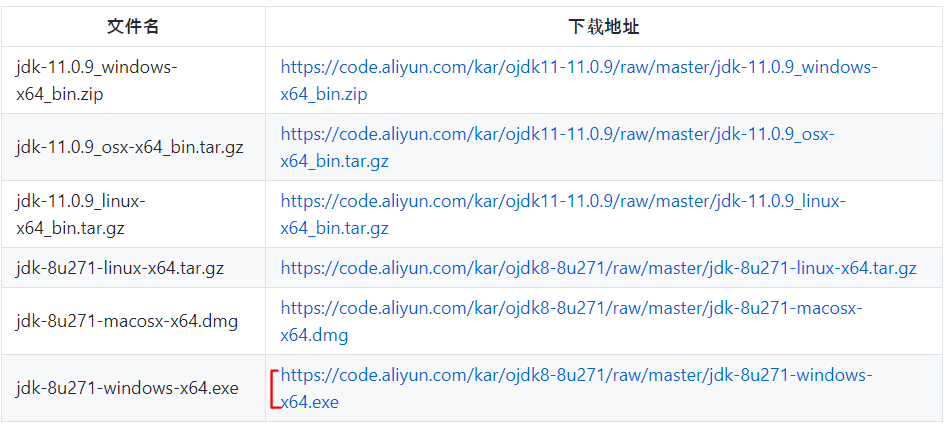 文件名
下载地址
jdk-11.0.9_windows-
x64_bin.zip
https://code.aliyun.com/kar/ojdk11-11.0.9/raw/master/jdk-11.0.9_windows-
x64_bin.zip
jdk-11.0.9_osx-x64_bin.tar.gz
https://code.aliyun.com/kar/ojdk11-11.0.9/raw/master/jdk-11.0.9_osx-
x64_bin.tar.gz
jdk-11.0.9_linux-
x64_bin.tar.gz
https://code.aliyun.com/kar/ojdk11-11.0.9/raw/master/jdk-11.0.9_linux-
x64_bin.tar.gz
jdk-8u271-linux-x64.tar.gz
https://code.aliyun.com/kar/ojdk8-8u271/raw/master/jdk-8u271-linux-x64.tar.gz
jdk-8u271-macosx-x64.dmg
https://code.aliyun.com/kar/ojdk8-8u271/raw/master/jdk-8u271-macosx-
x64.dmg
jdk-8u271-windows-x64.exe
https://code.aliyun.com/kar/ojdk8-8u271/raw/master/jdk-8u271-windows-
x64.exe